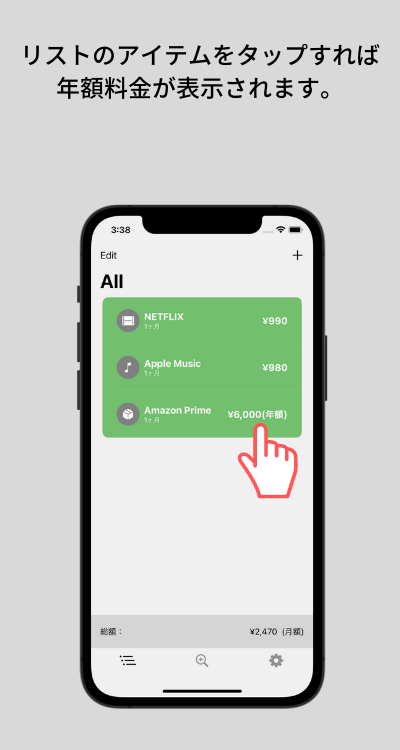 リストのアイテムをタップすれば
年額料金が表示されます。
3:38
Edit
All
NETFLIX ¥990
1ヶ月
Apple Music ¥980
1ヶ月
Amazon Prime ¥6,000(年額)
1ヶ月
総額： ¥2,470 (月額)